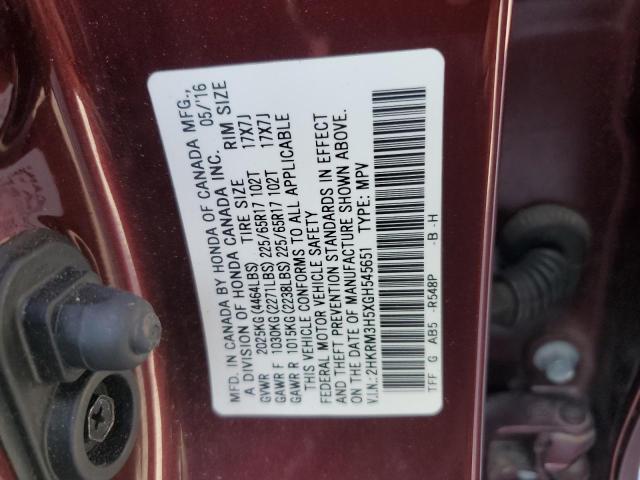 MFD. IN CANADA BY HONDA OF CANADA MFG.,
A DIVISION OF HONDA CANADA INC. 05/'16
TIRE SIZE RIM SIZE
GVWR 2025KG(4464LBS) 225/65R17 102T 17X7J
GAWR F 1030KG(2271LBS) 225/65R17 102T 17X7J
GAWR R 1015KG(2238LBS)
THIS VEHICLE CONFORMS TO ALL APPLICABLE
FEDERAL MOTOR VEHICLE SAFETY
AND THEFT PREVENTION STANDARDS IN EFFECT
ON THE DATE OF MANUFACTURE SHOWN ABOVE.
V.I.N.: 2HKRM3H5XGH545651 TYPE: MPV
TFF G AB5 -R548P -B -H